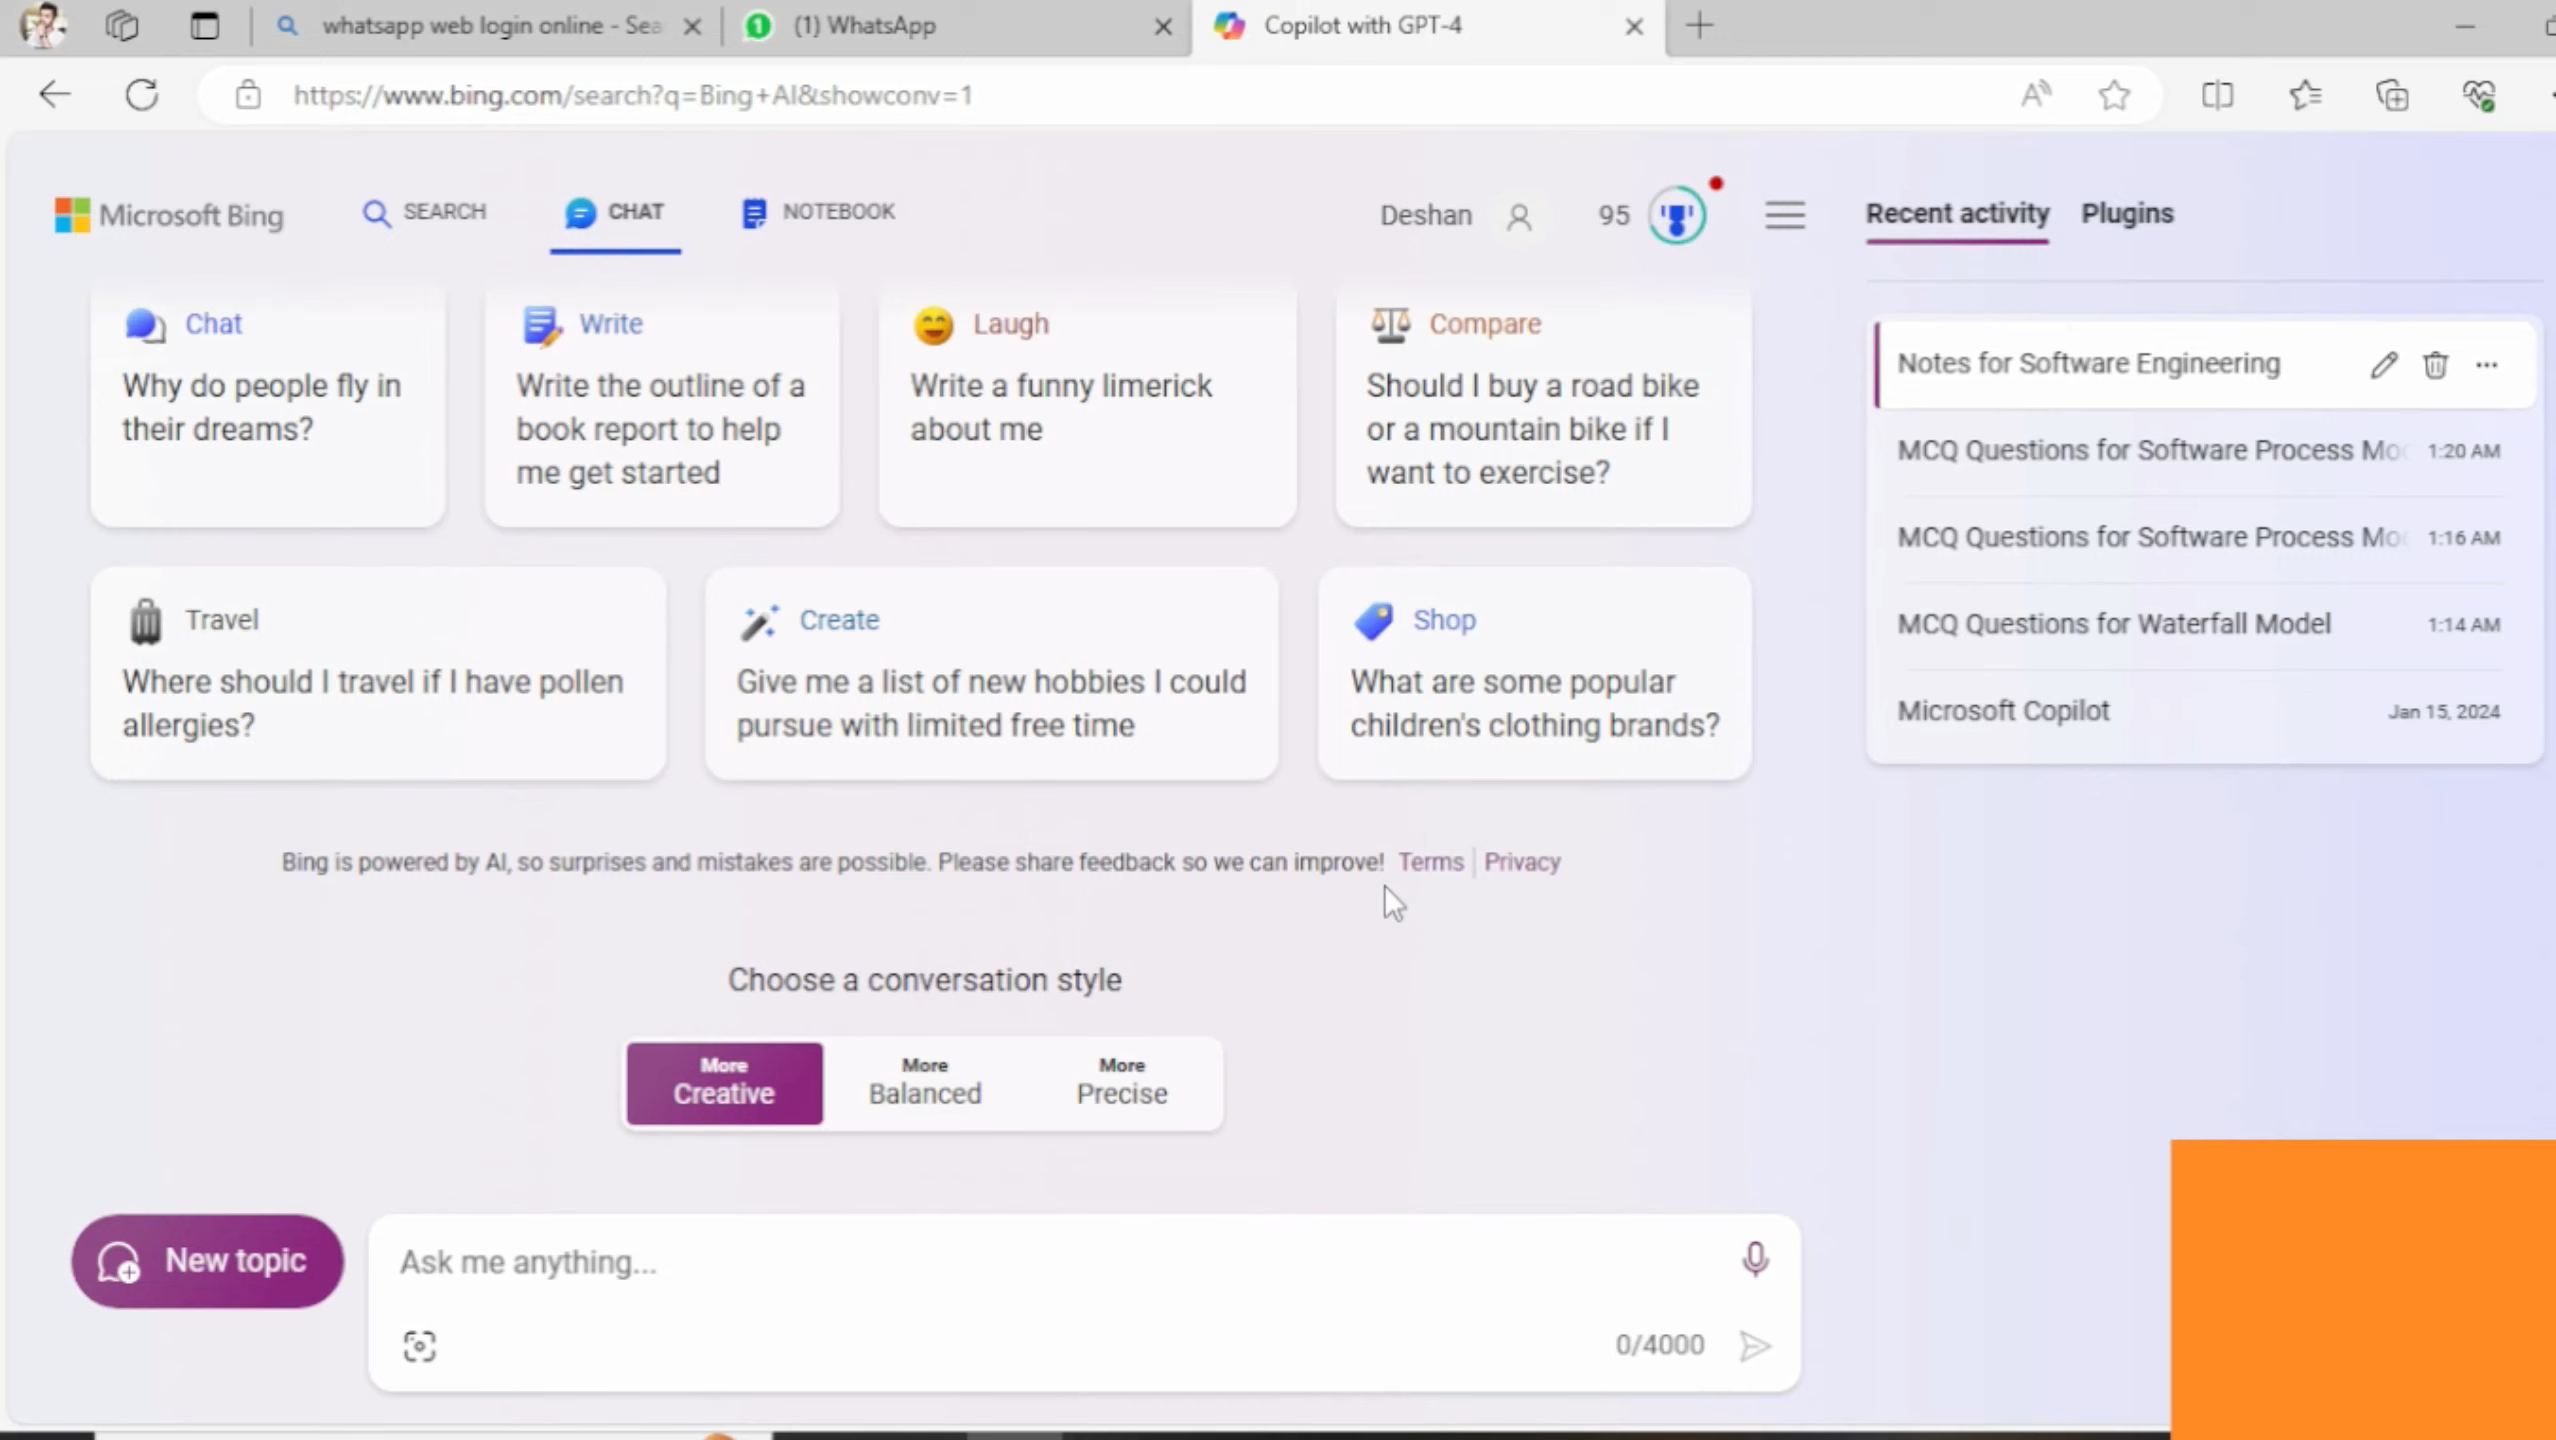 whatsapp web login online - Sea
(1) WhatsApp
Copilot with GPT-4
https://www.bing.com/search?q=Bing+AI&showconv=1
Microsoft Bing
SEARCH
CHAT
NOTEBOOK
Deshan
95
Recent activity
Plugins
Chat
Why do people fly in
their dreams?
Write
Write the outline of a
book report to help
me get started
Laugh
Write a funny limerick
about me
Compare
Should I buy a road bike
or a mountain bike if I
want to exercise?
Travel
Where should I travel if I have pollen
allergies?
Create
Give me a list of new hobbies I could
pursue with limited free time
Shop
What are some popular
children's clothing brands?
Notes for Software Engineering
MCQ Questions for Software Process Mo 1:20 AM
MCQ Questions for Software Process Mo 1:16 AM
MCQ Questions for Waterfall Model 1:14 AM
Microsoft Copilot Jan 15, 2024
Bing is powered by AI, so surprises and mistakes are possible. Please share feedback so we can improve! Terms Privacy
Choose a conversation style
More
Creative
More
Balanced
More
Precise
New topic
Ask me anything...
0/4000